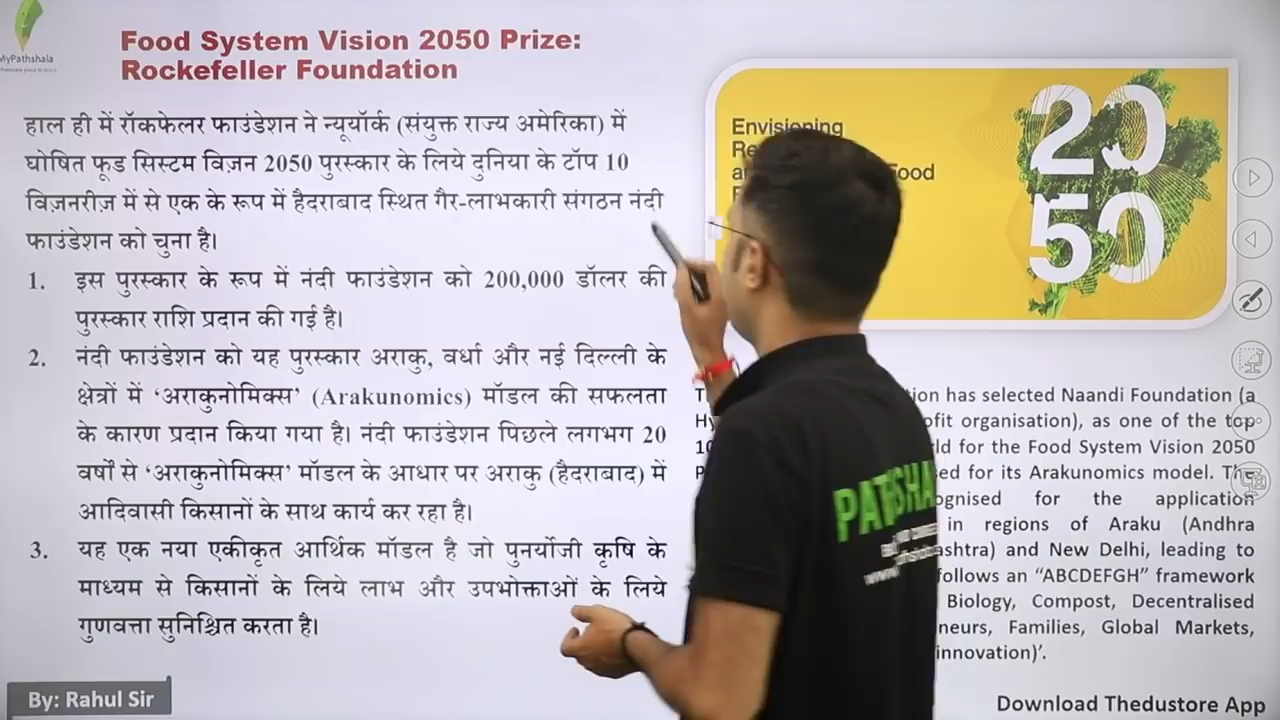 MyPathshala
Food System Vision 2050 Prize:
Rockefeller Foundation
हाल ही में रॉकफेलर फाउंडेशन ने न्यूयॉर्क (संयुक्त राज्य अमेरिका) में
घोषित फूड सिस्टम विज़न 2050 पुरस्कार के लिये दुनिया के टॉप 10
विज़नरीज़ में से एक के रूप में हैदराबाद स्थित गैर-लाभकारी संगठन नंदी
फाउंडेशन को चुना है।
1. इस पुरस्कार के रूप में नंदी फाउंडेशन को 200,000 डॉलर की
पुरस्कार राशि प्रदान की गई है।
2. नंदी फाउंडेशन को यह पुरस्कार अराकु, वर्धा और नई दिल्ली के
क्षेत्रों में ‘अराकुनोमिक्स’ (Arakunomics) मॉडल की सफलता
के कारण प्रदान किया गया है। नंदी फाउंडेशन पिछले लगभग 20
वर्षों से ‘अराकुनोमिक्स’ मॉडल के आधार पर अराकु (हैदराबाद) में
आदिवासी किसानों के साथ कार्य कर रहा है।
3. यह एक नया एकीकृत आर्थिक मॉडल है जो पुनर्योजी कृषि के
माध्यम से किसानों के लिये लाभ और उपभोक्ताओं के लिये
गुणवत्ता सुनिश्चित करता है।
By: Rahul Sir
Envisioning
ood
20
50
ion has selected Naandi Foundation (a
ofit organisation), as one of the top
ld for the Food System Vision 2050
ed for its Arakunomics model. The
ognised for the application
in regions of Araku (Andhra
ashtra) and New Delhi, leading to
follows an “ABCDEFGH” framework
Biology, Compost, Decentralised
neurs, Families, Global Markets,
innovation)’.
PATHSHA
Download Thedustore App